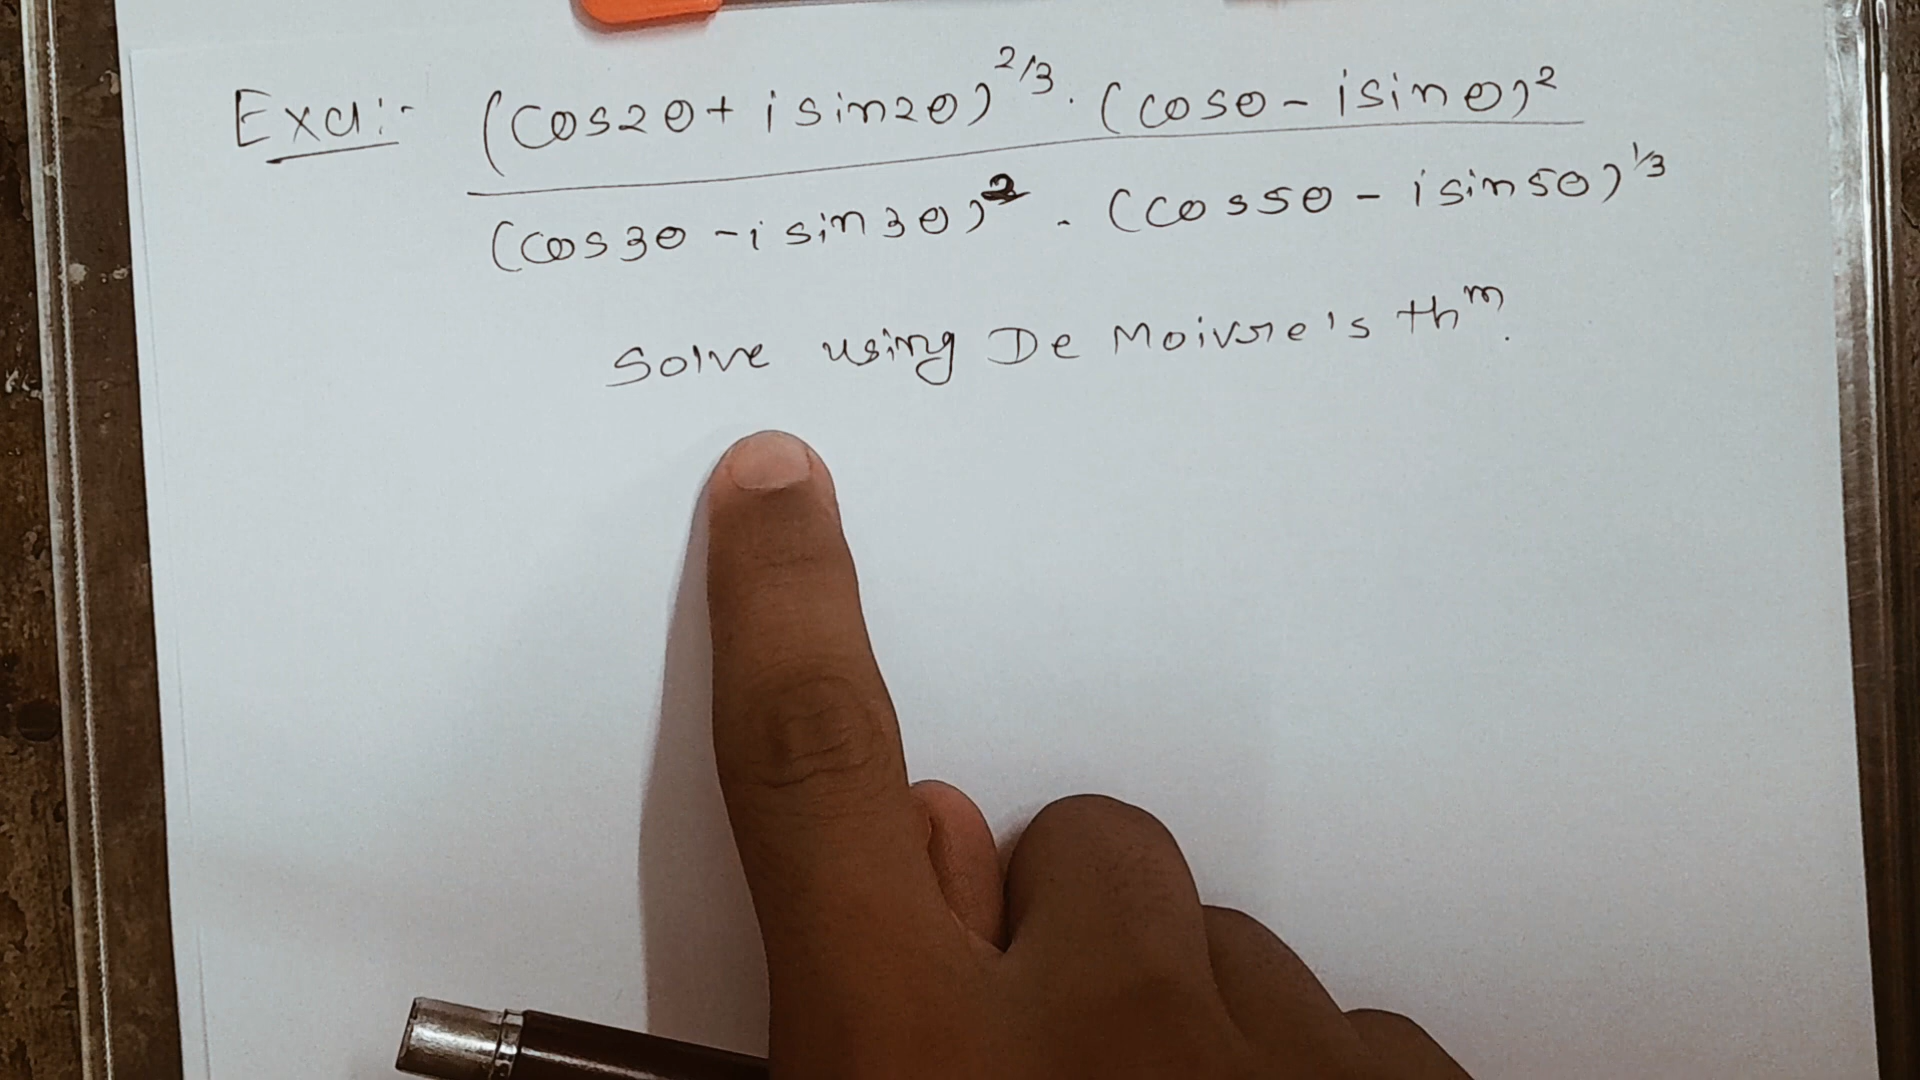 Exa:- (cos2θ + i sin2θ)^2/3 . (cosθ - i sinθ)^2
(cos3θ - i sin3θ)^2 . (cos5θ - i sin5θ)^1/3
Solve using De Moivre's th^m.